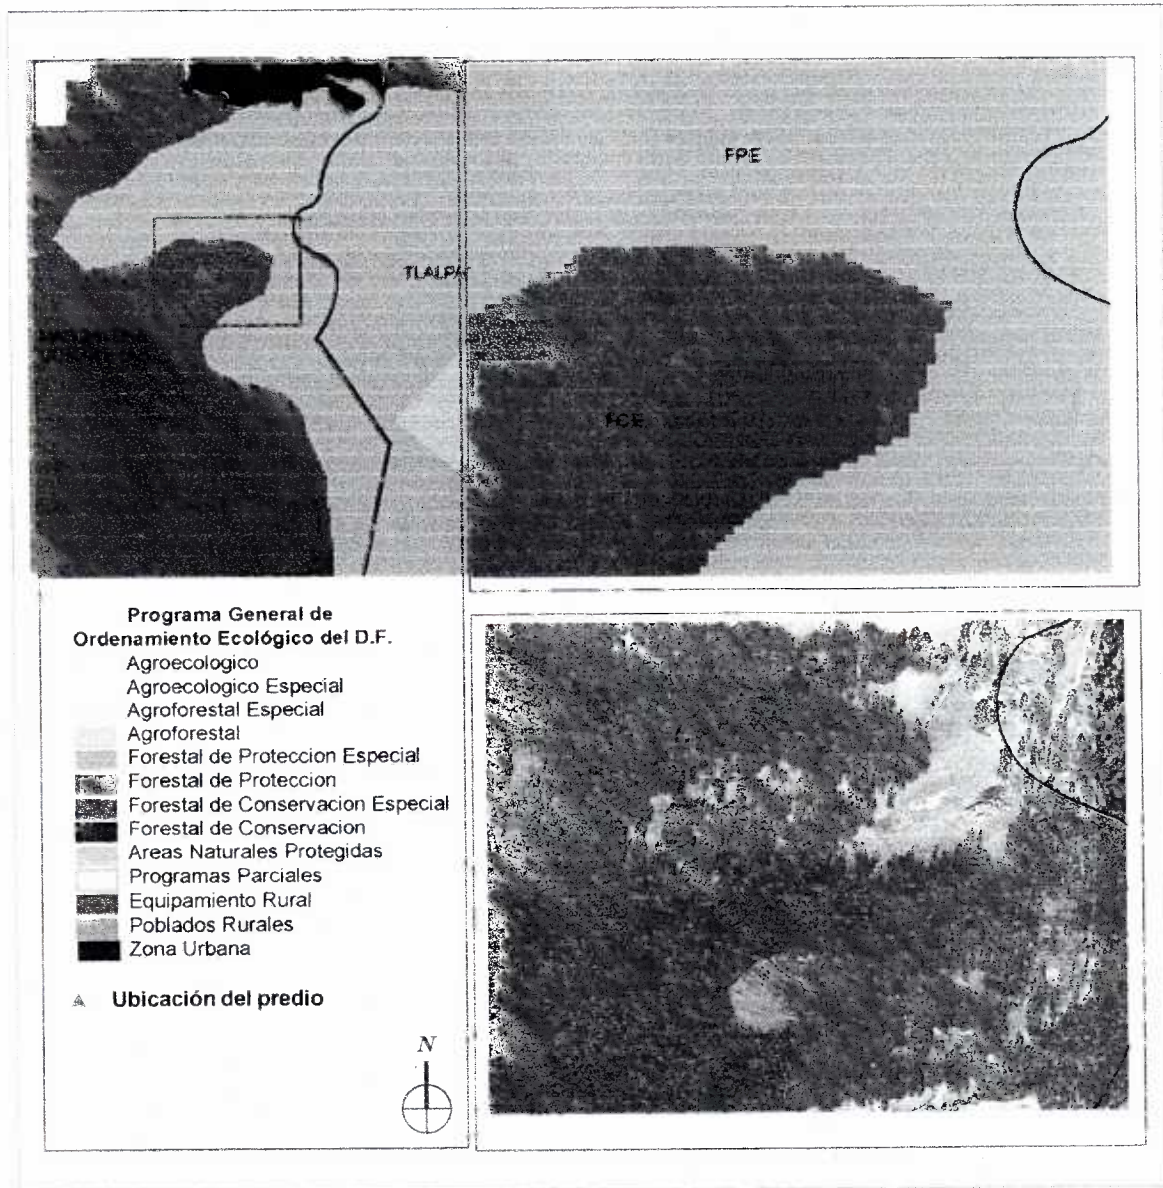 FPE
TLALPA
FCE
Programa General de
Ordenamiento Ecológico del D.F.
Agroecologico
Agroecologico Especial
Agroforestal Especial
Agroforestal
Forestal de Proteccion Especial
Forestal de Proteccion
Forestal de Conservacion Especial
Forestal de Conservacion
Areas Naturales Protegidas
Programas Parciales
Equipamiento Rural
Poblados Rurales
Zona Urbana
Ubicación del predio
N